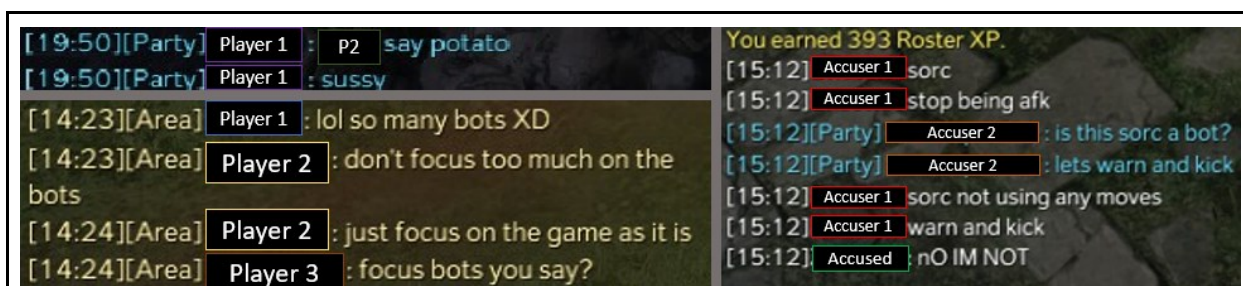 [19:50][Party] Player 1 : P2 say potato
[19:50][Party] Player 1 : sussy
[14:23][Area] Player 1 : lol so many bots XD
[14:23][Area] Player 2 : don't focus too much on the
bots
[14:24][Area] Player 2 : just focus on the game as it is
[14:24][Area] Player 3 : focus bots you say?
You earned 393 Roster XP.
[15:12] Accuser 1 sorc
[15:12] Accuser 1 stop being afk
[15:12][Party] Accuser 2 : is this sorc a bot?
[15:12][Party] Accuser 2 : lets warn and kick
[15:12] Accuser 1 sorc not using any moves
[15:12] Accuser 1 warn and kick
[15:12] Accused : nO IM NOT